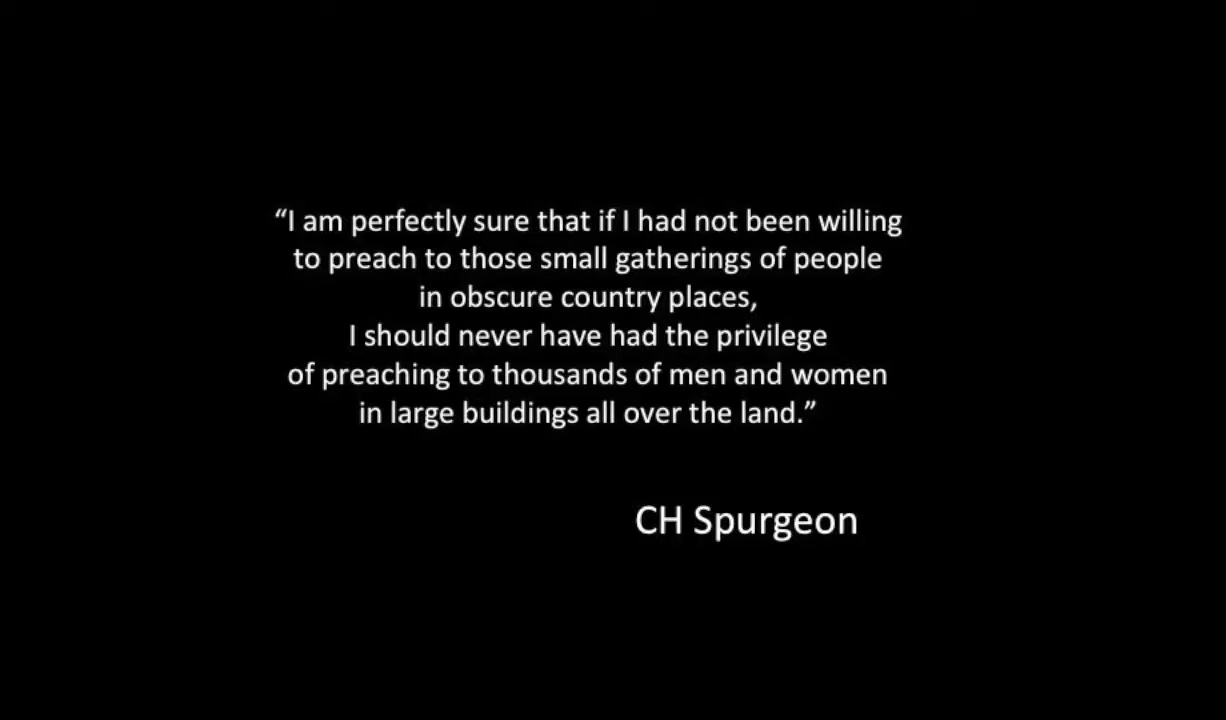 “I am perfectly sure that if I had not been willing
to preach to those small gatherings of people
in obscure country places,
I should never have had the privilege
of preaching to thousands of men and women
in large buildings all over the land.”
CH Spurgeon